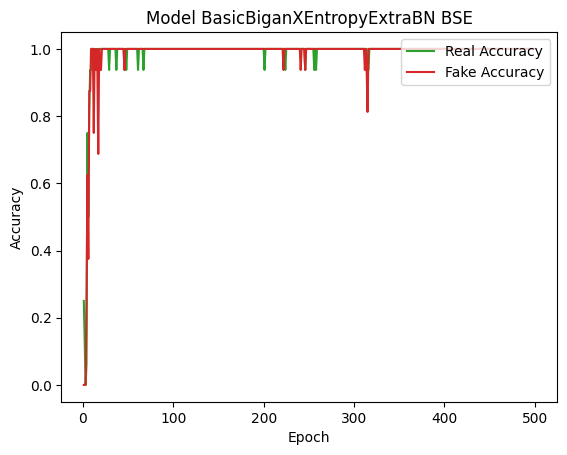 Model BasicBiganXEntropyExtraBN BSE
Real Accuracy
Fake Accuracy
Accuracy
1.0
0.8
0.6
0.4
0.2
0.0
0 100 200 300 400 500
Epoch